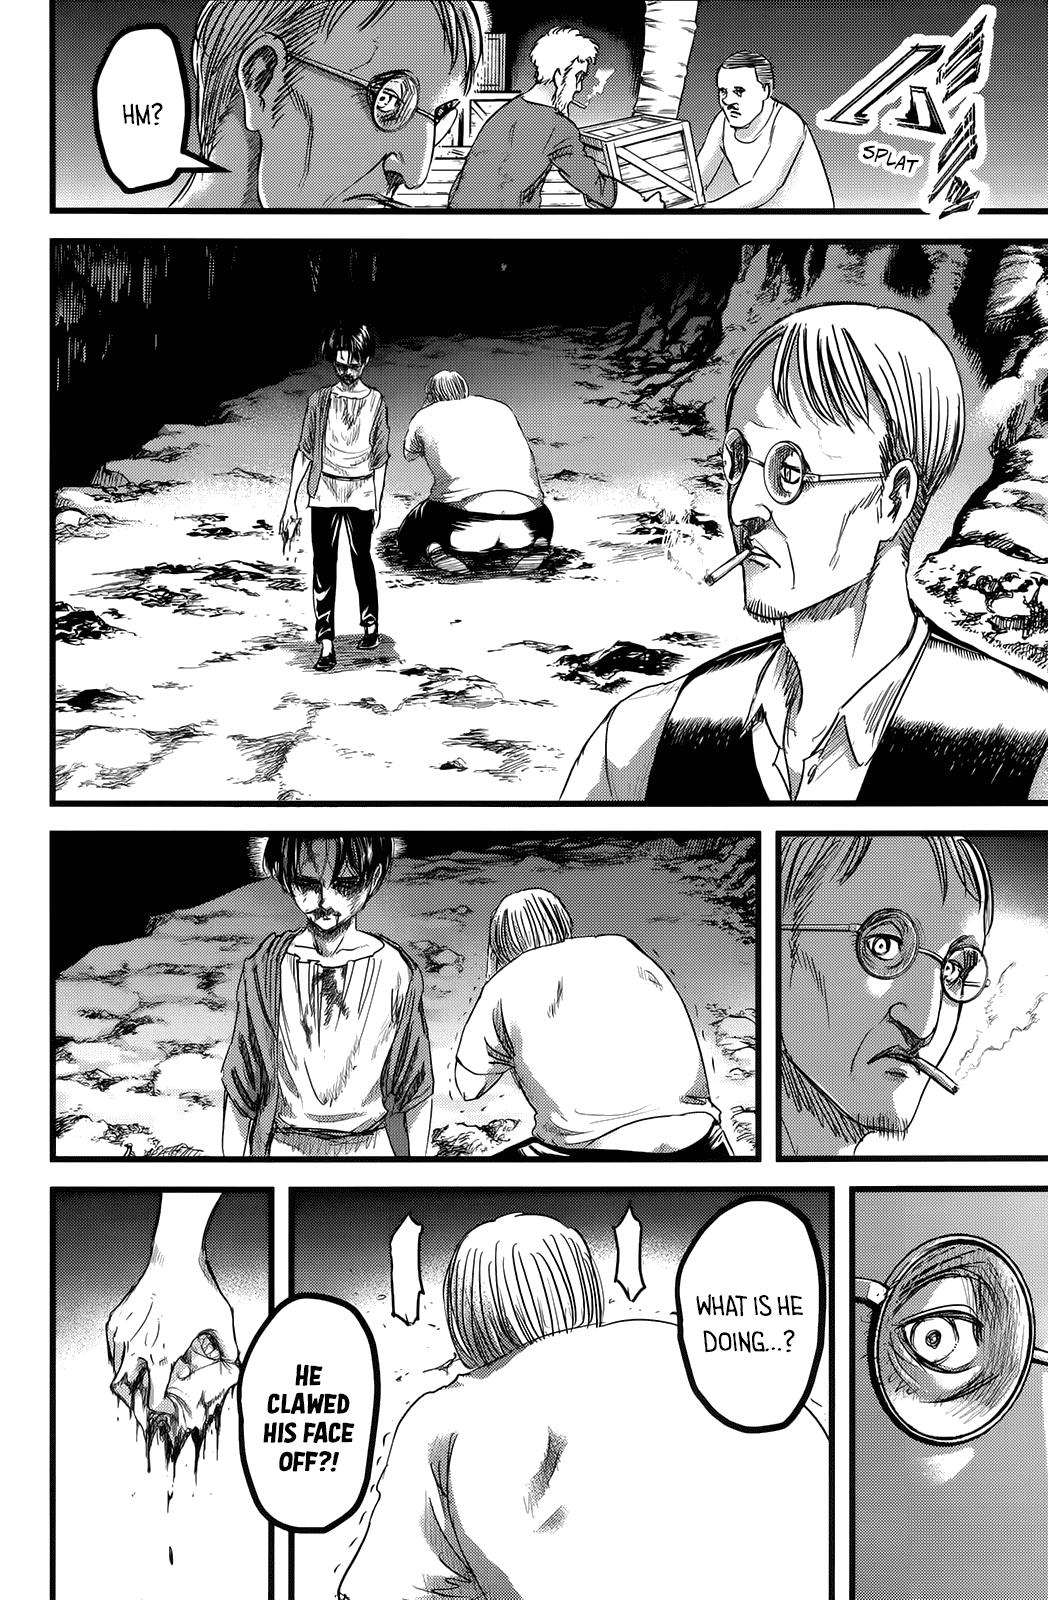 HM?
SPLAT
WHAT IS HE
DOING...?
HE
CLAWED
HIS FACE
OFF?!